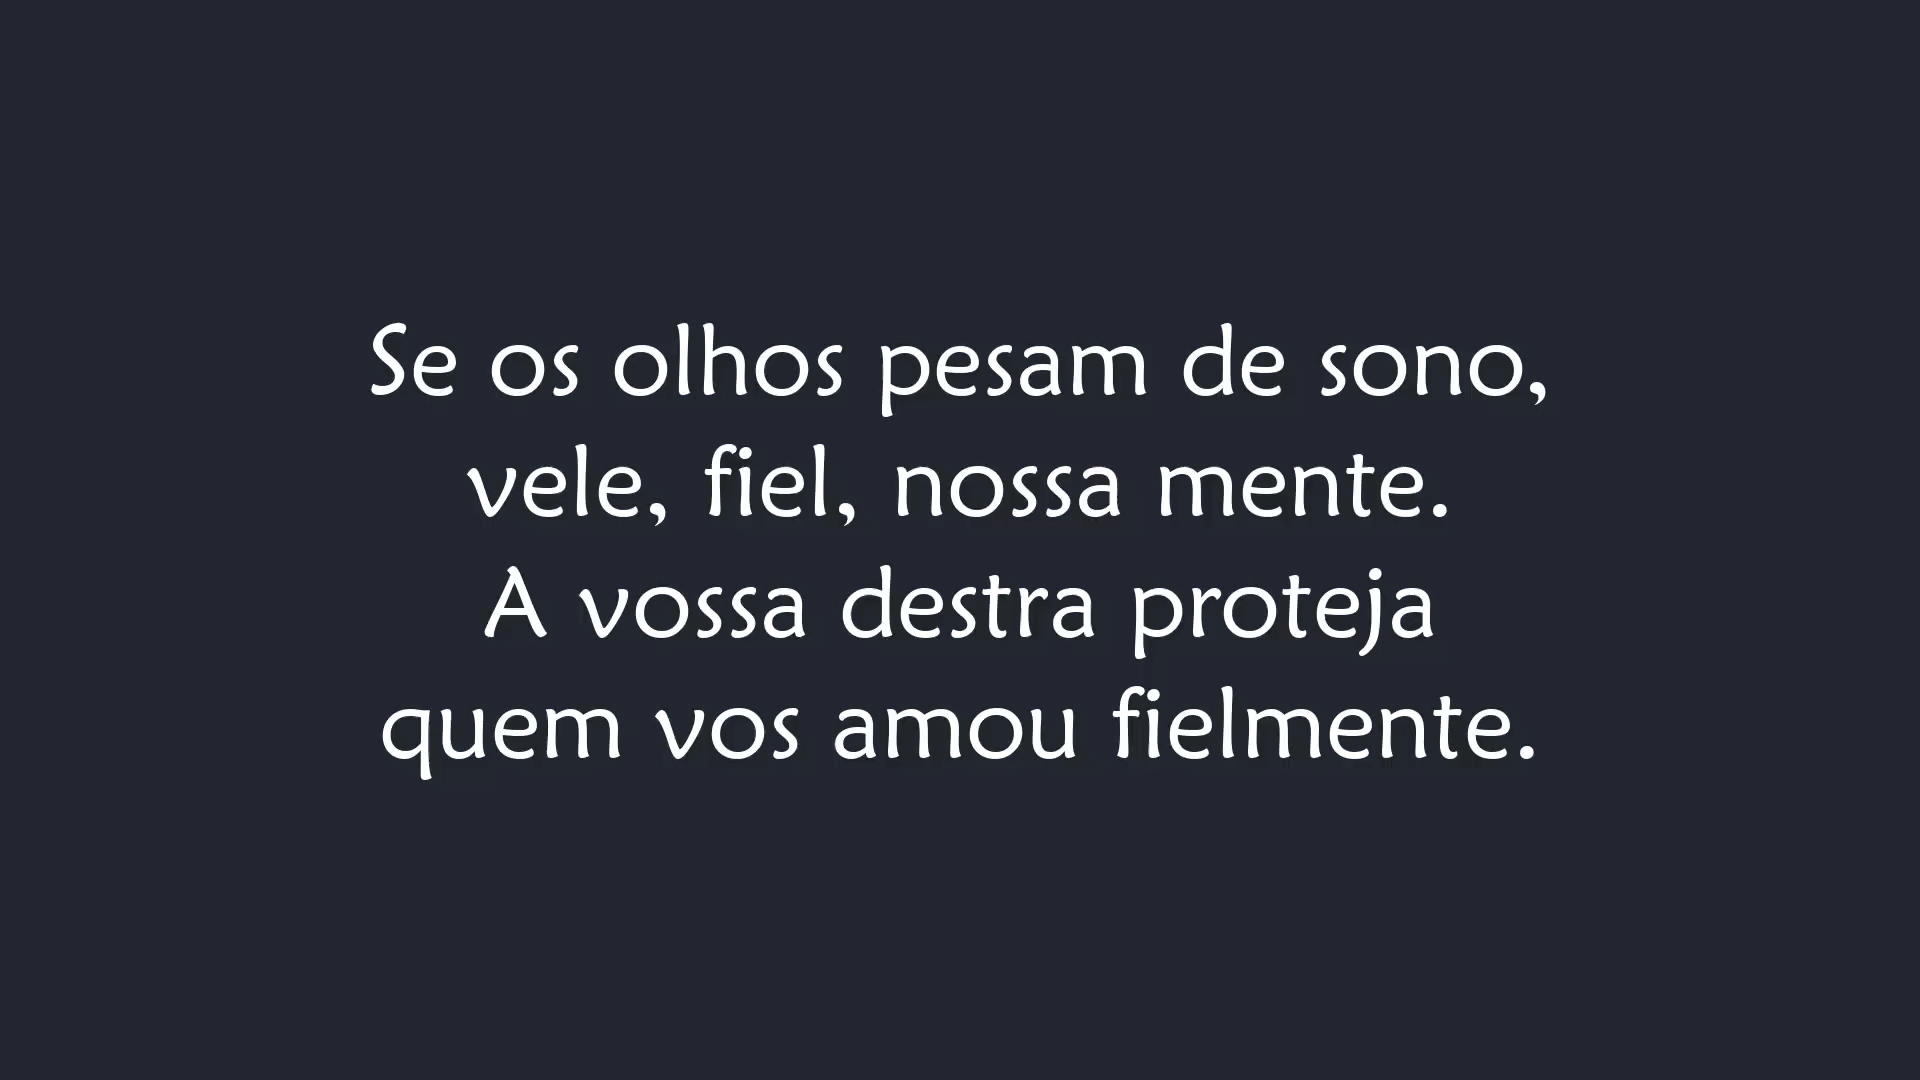 Se os olhos pesam de sono,
vele, fiel, nossa mente.
A vossa destra proteja
quem vos amou fielmente.